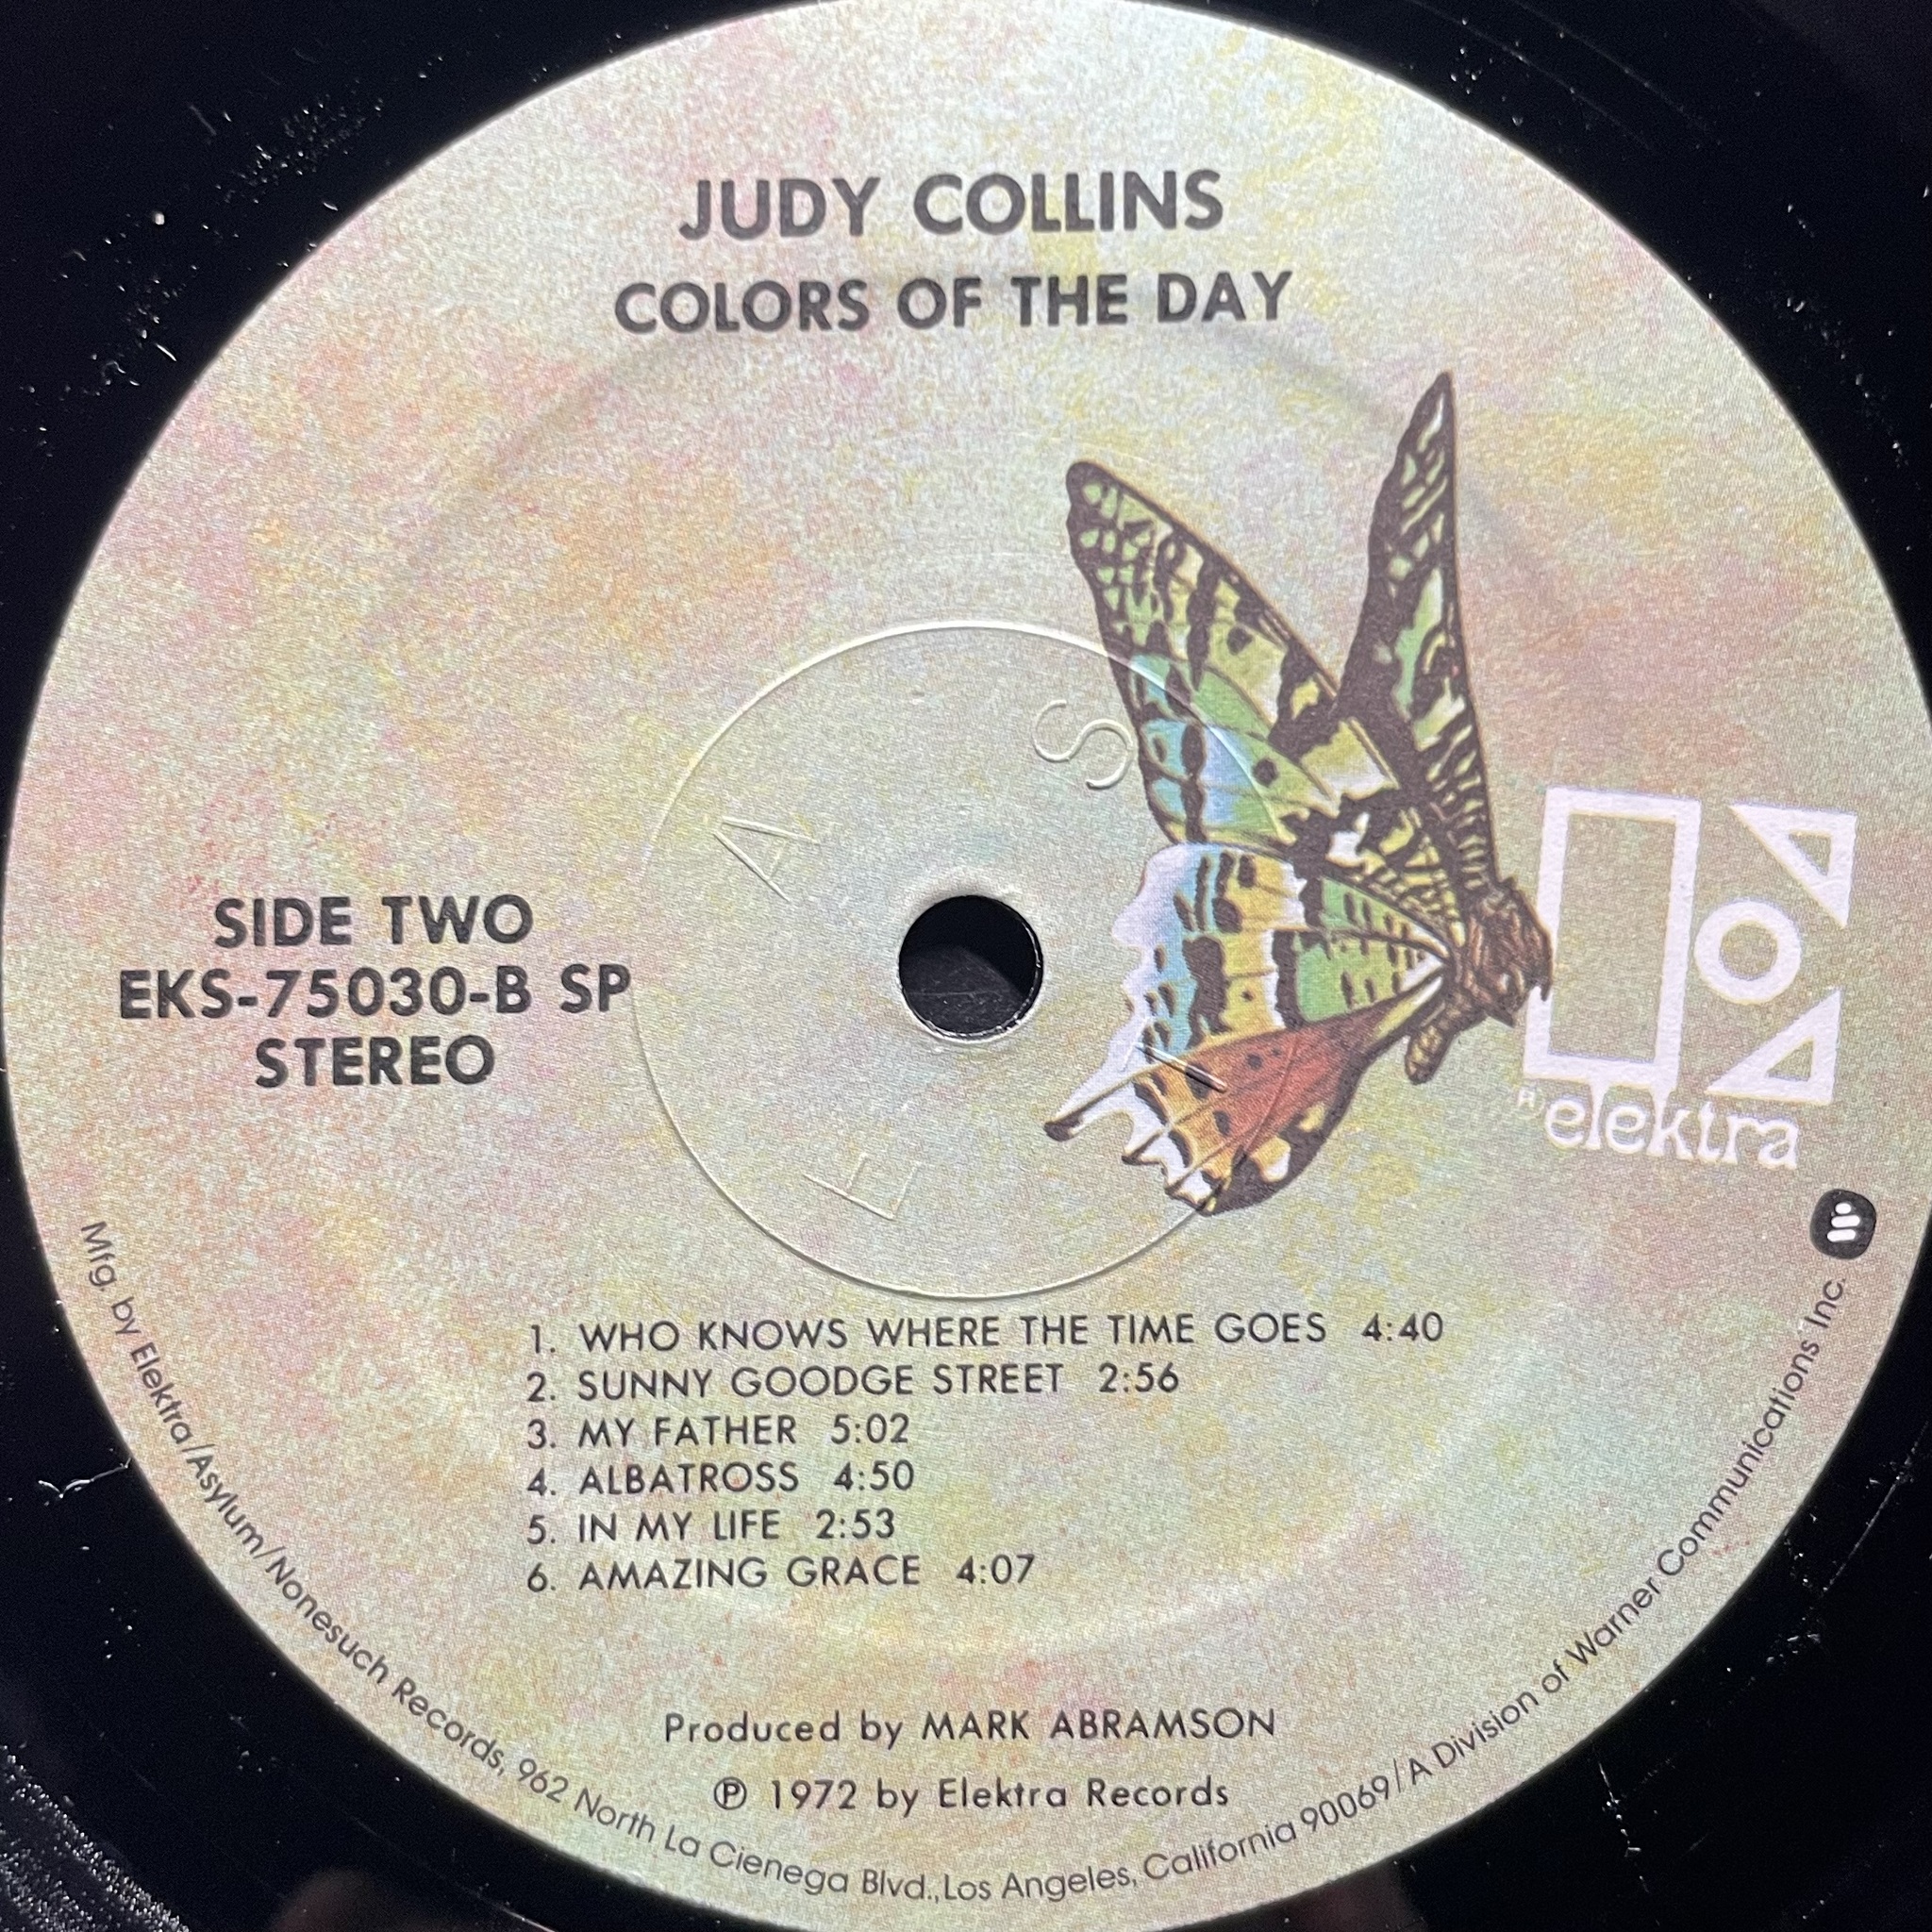 JUDY COLLINS
COLORS OF THE DAY
S
A
SIDE TWO
EKS-75030-B SP
STEREO
E
elektra
1. WHO KNOWS WHERE THE TIME GOES 4:40
2. SUNNY GOODGE STREET 2:56
3. MY FATHER 5:02
4. ALBATROSS 4:50
5. IN MY LIFE 2:53
6. AMAZING GRACE 4:07
Produced by MARK ABRAMSON
℗ 1972 by Elektra Records
Mfg. by Elektra/Asylum/Nonesuch Records, 962 North La Cienega Blvd., Los Angeles, California 90069/A Division of Warner Communications Inc.